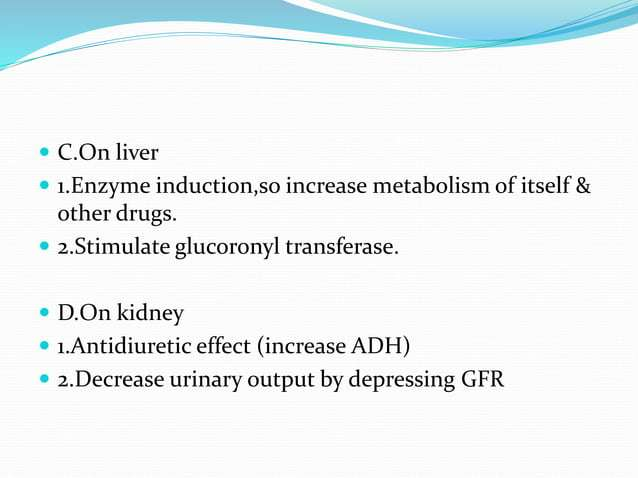 C.On liver
1.Enzyme induction,so increase metabolism of itself &
other drugs.
2.Stimulate glucoronyl transferase.
D.On kidney
1.Antidiuretic effect (increase ADH)
2.Decrease urinary output by depressing GFR